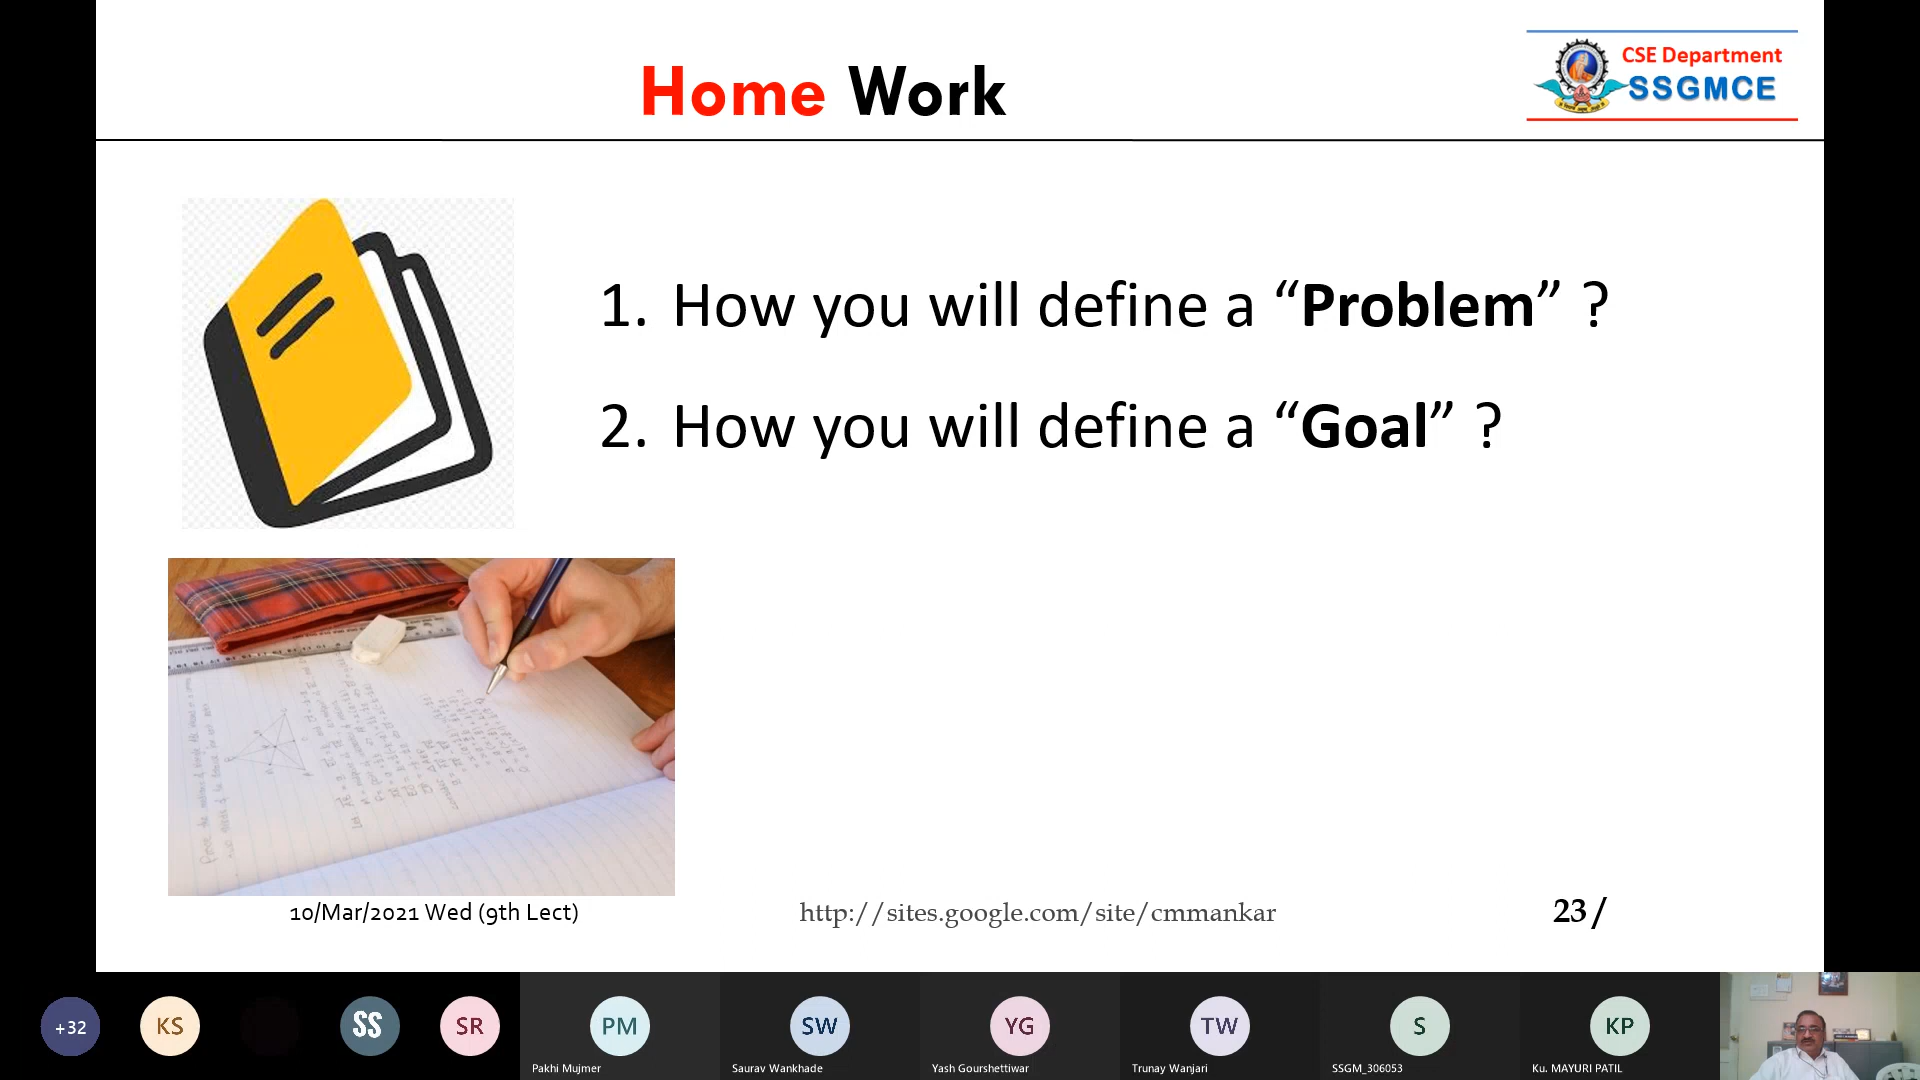 Home Work
CSE Department
SSGMCE
1. How you will define a “Problem” ?
2. How you will define a “Goal” ?
10/Mar/2021 Wed (9th Lect)
http://sites.google.com/site/cmmankar
23/
+32
KS
SS
SR
PM
SW
YG
TW
S
KP
Pakhi Mujmer
Saurav Wankhade
Yash Gourshettiwar
Trunay Wanjari
SSGM_306053
Ku. MAYURI PATIL